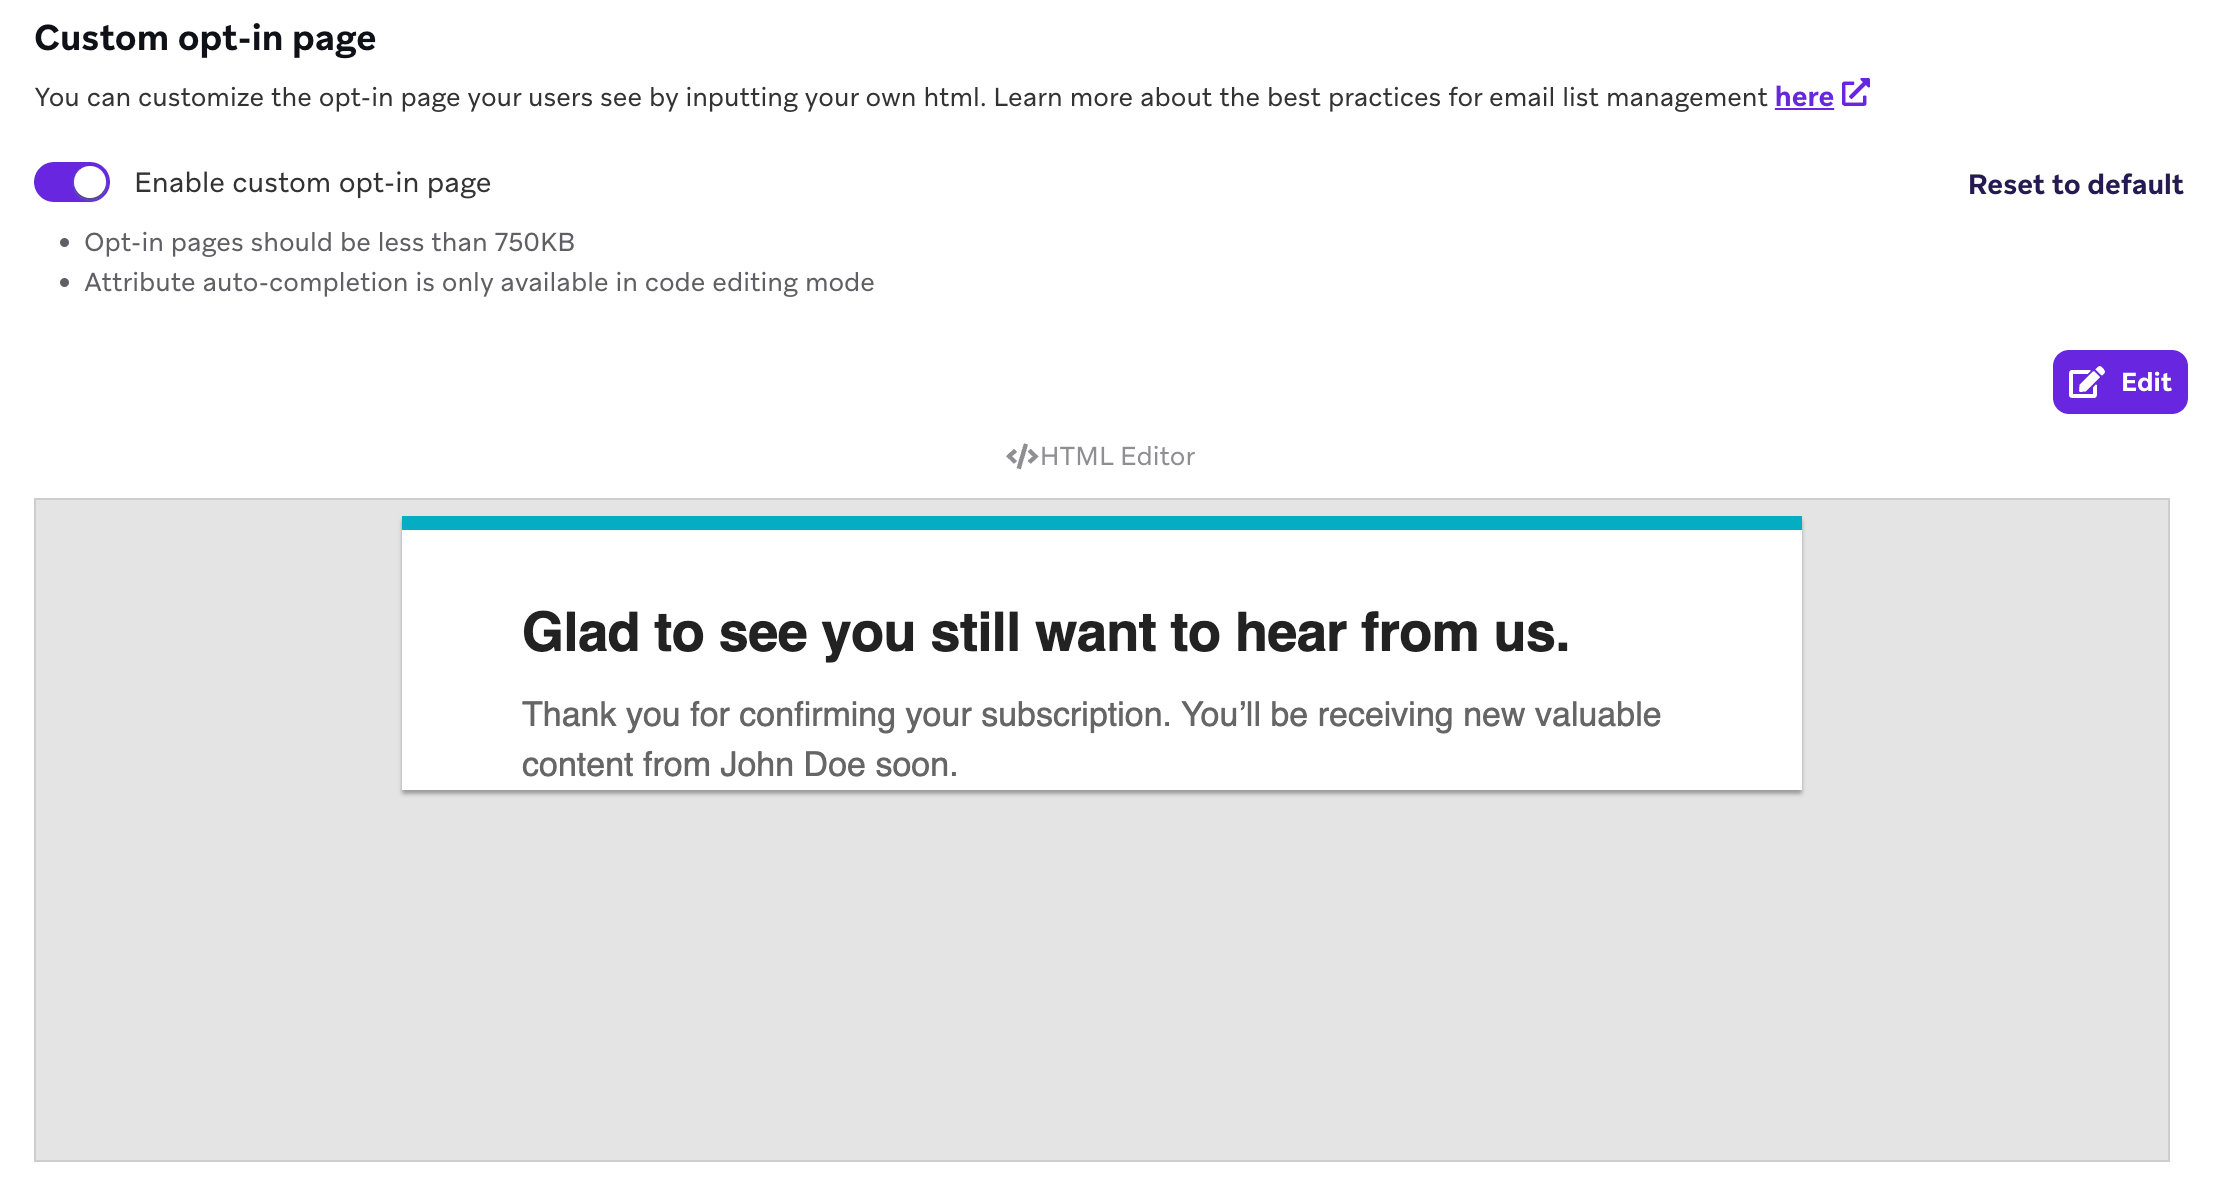 Custom opt-in page
You can customize the opt-in page your users see by inputting your own html. Learn more about the best practices for email list management here
Enable custom opt-in page
Reset to default
• Opt-in pages should be less than 750KB
• Attribute auto-completion is only available in code editing mode
Edit
</>HTML Editor
Glad to see you still want to hear from us.
Thank you for confirming your subscription. You’ll be receiving new valuable
content from John Doe soon.